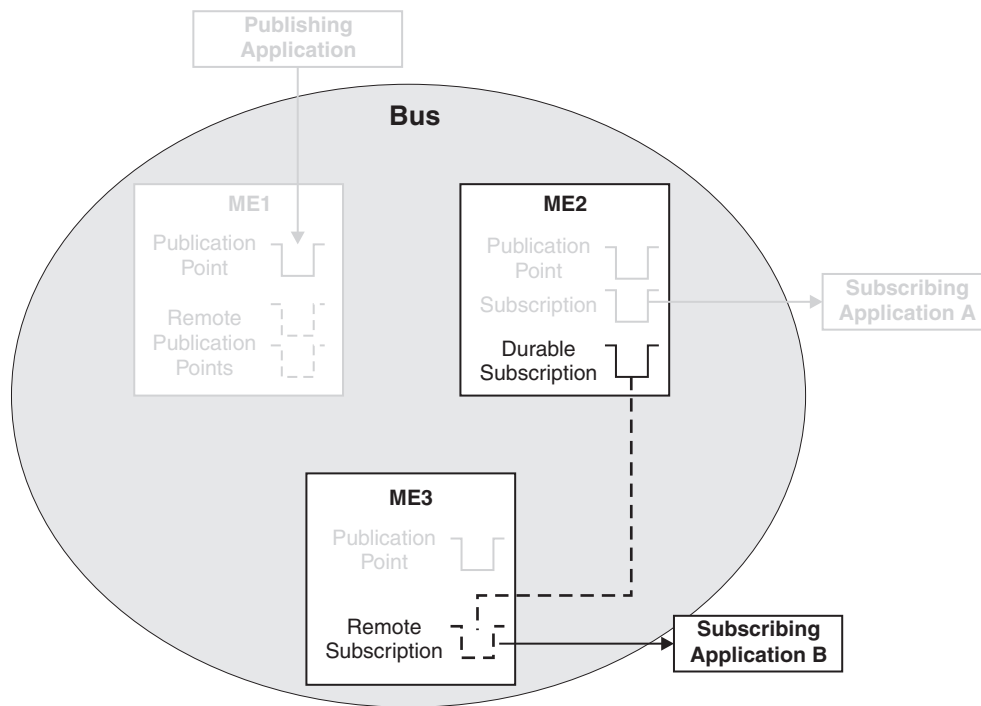 Publishing
Application
Bus
ME1
Publication
Point
Remote
Publication
Points
ME2
Publication
Point
Subscription
Durable
Subscription
Subscribing
Application A
ME3
Publication
Point
Remote
Subscription
Subscribing
Application B